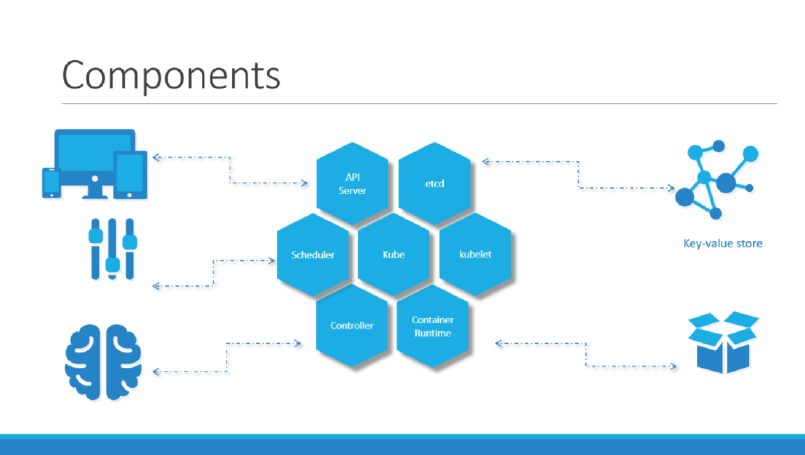 Components
API
Server
etcd
Scheduler
Kube
kubelet
Key-value store
Controller
Container
Runtime